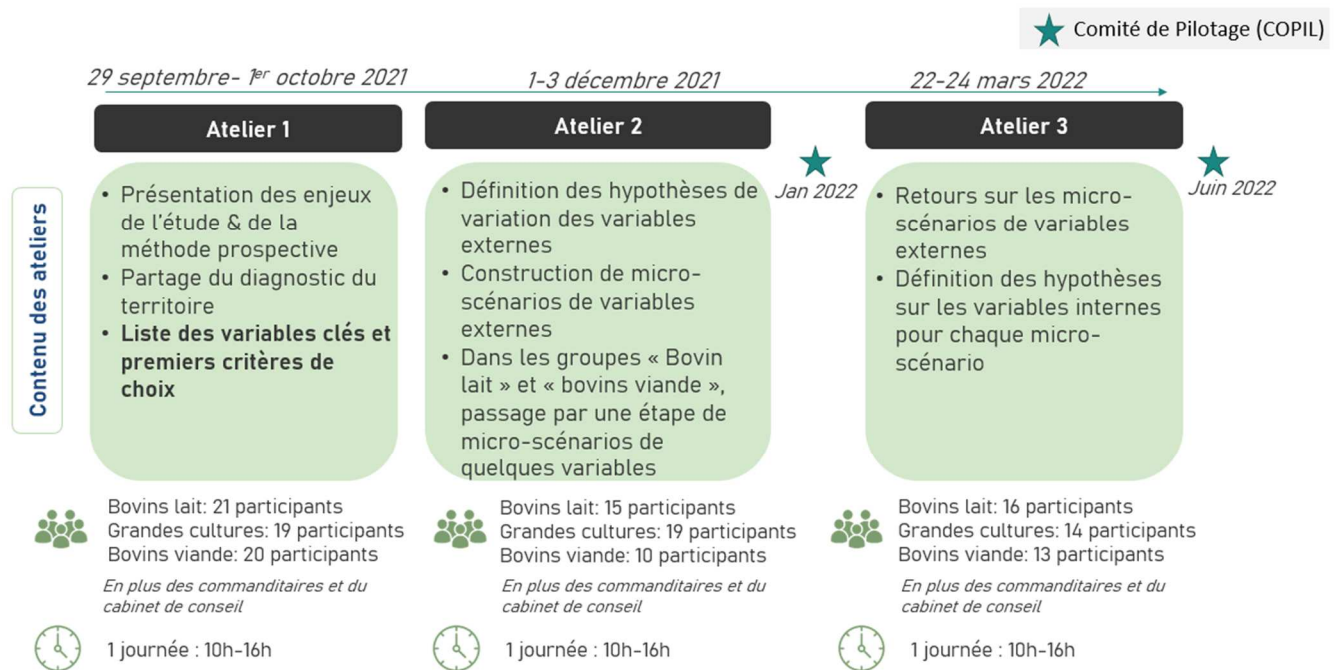 Comité de Pilotage (COPIL)
29 septembre- 1er octobre 2021
1-3 décembre 2021
22-24 mars 2022
Atelier 1
Atelier 2
Atelier 3
Jan 2022
Juin 2022
Contenu des ateliers
• Présentation des enjeux
de l'étude & de la
méthode prospective
• Partage du diagnostic du
territoire
• Liste des variables clés et
premiers critères de
choix
• Définition des hypothèses de
variation des variables
externes
• Construction de micro-
scénarios de variables
externes
• Dans les groupes « Bovin
lait » et « bovins viande »,
passage par une étape de
micro-scénarios de
quelques variables
• Retours sur les micro-
scénarios de variables
externes
• Définition des hypothèses
sur les variables internes
pour chaque micro-
scénario
Bovins lait: 21 participants
Grandes cultures: 19 participants
Bovins viande: 20 participants
En plus des commanditaires et du
cabinet de conseil
1 journée : 10h-16h
Bovins lait: 15 participants
Grandes cultures: 19 participants
Bovins viande: 10 participants
En plus des commanditaires et du
cabinet de conseil
1 journée : 10h-16h
Bovins lait: 16 participants
Grandes cultures: 14 participants
Bovins viande: 13 participants
En plus des commanditaires et du
cabinet de conseil
1 journée : 10h-16h